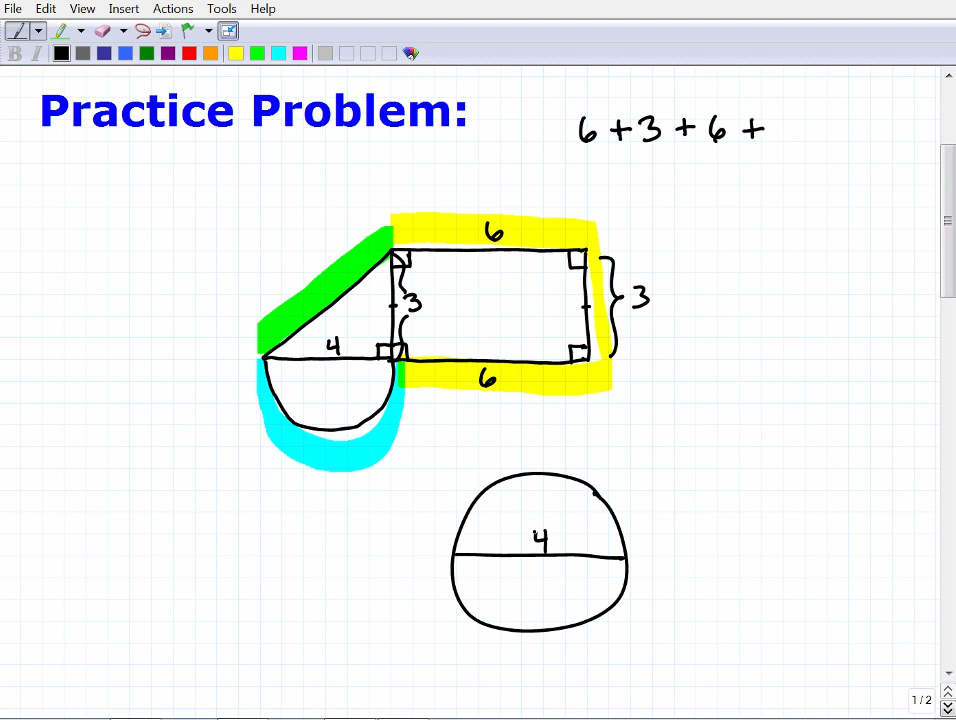 File Edit View Insert Actions Tools Help
B I
Practice Problem:
6 + 3 + 6 +
6
3
3
4
6
4
1 / 2